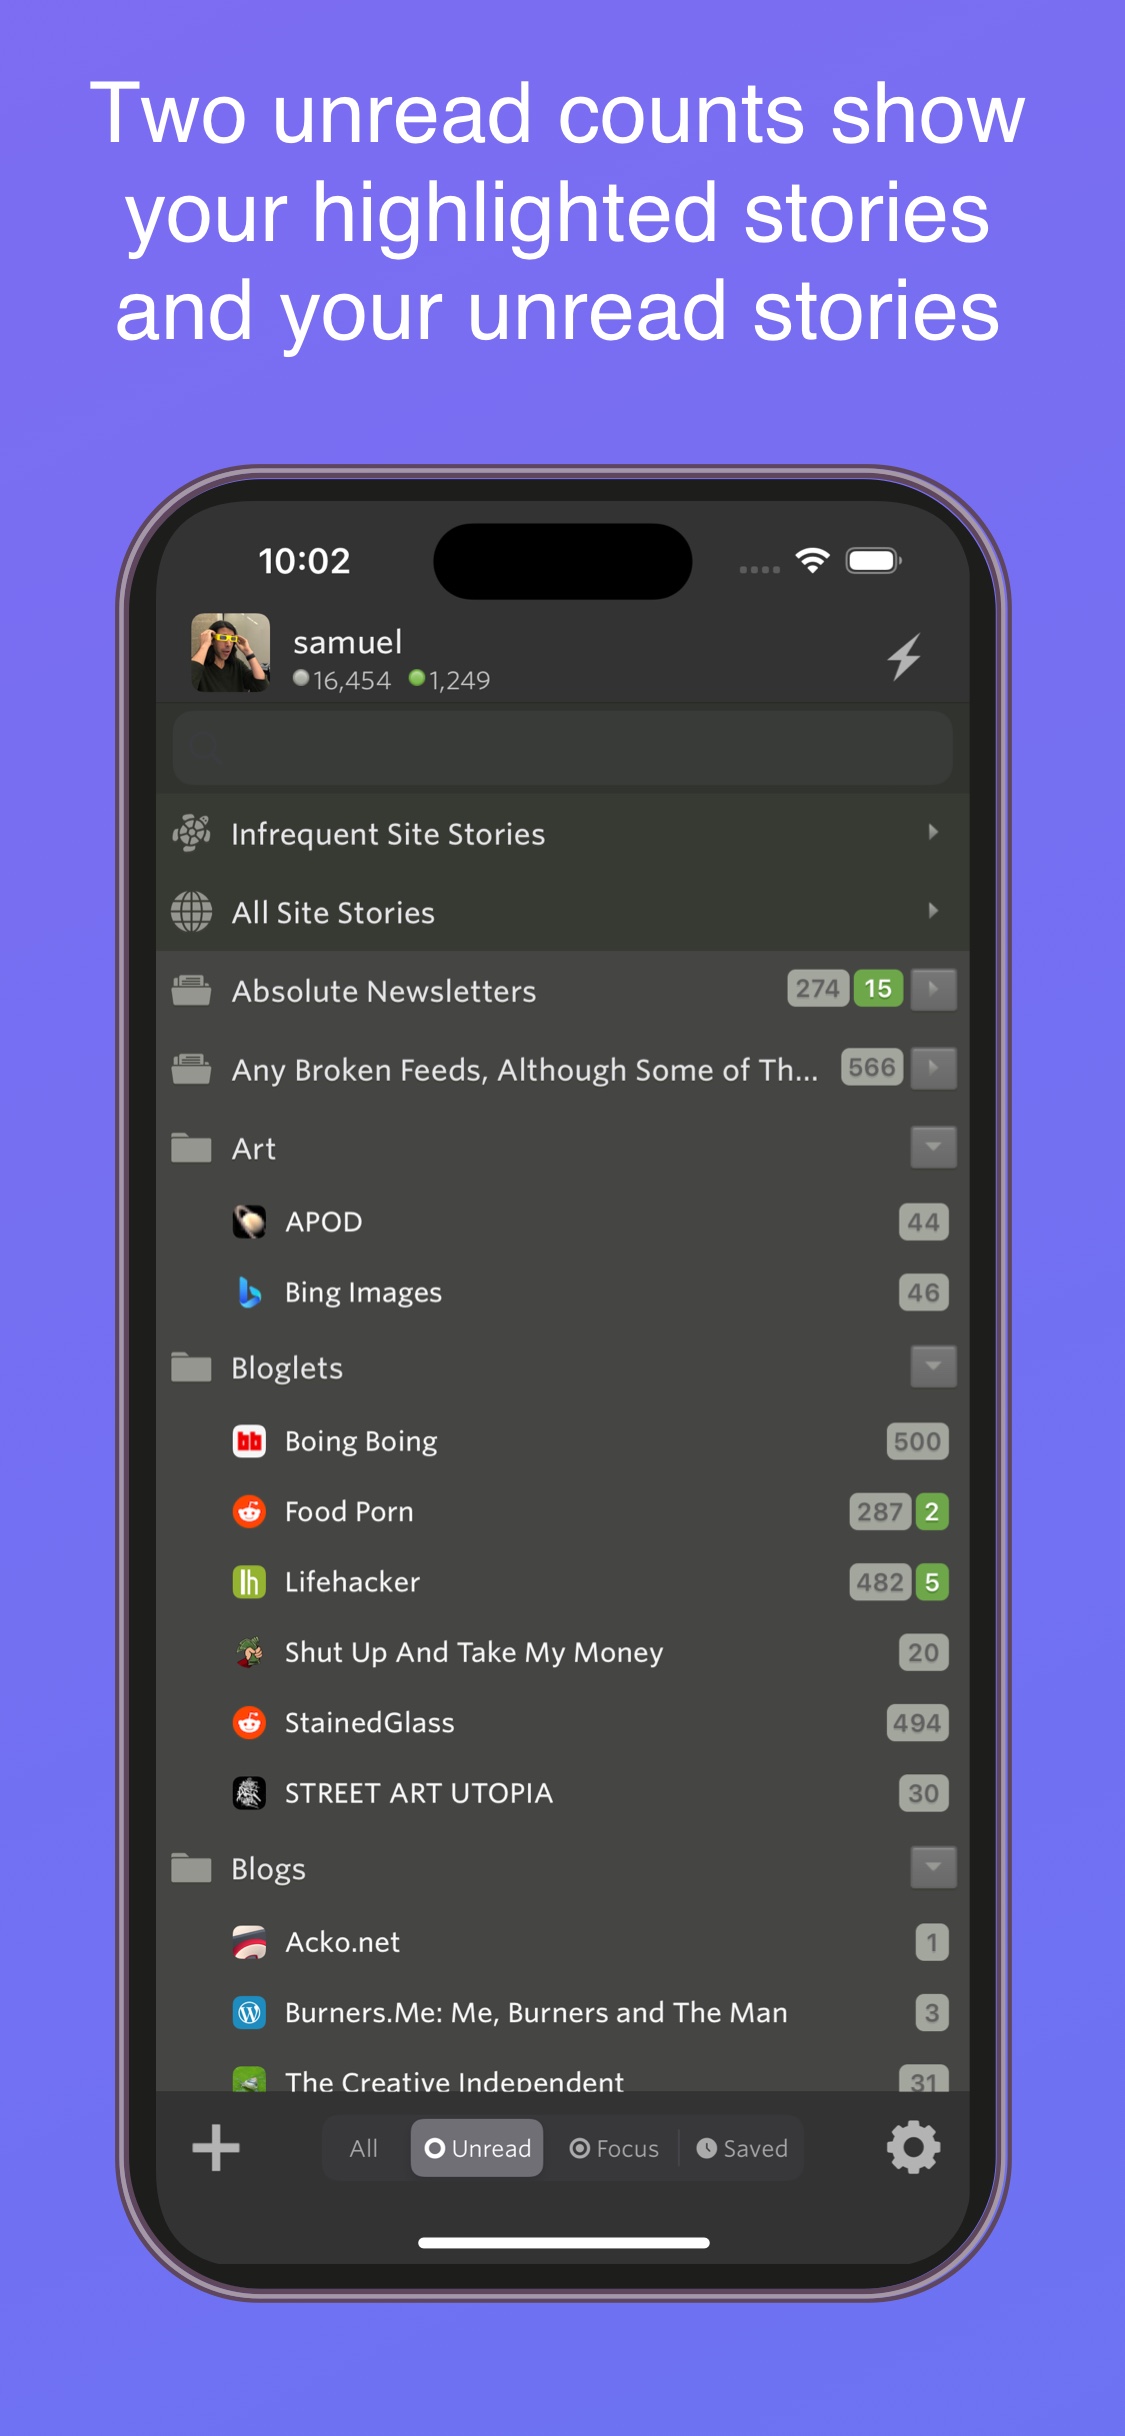 Two unread counts show
your highlighted stories
and your unread stories
10:02
samuel
16,454 1,249
Infrequent Site Stories
All Site Stories
Absolute Newsletters 274 15
Any Broken Feeds, Although Some of Th... 566
Art
APOD 44
Bing Images 46
Bloglets
bb Boing Boing 500
Food Porn 287 2
lh Lifehacker 482 5
Shut Up And Take My Money 20
StainedGlass 494
STREET ART UTOPIA 30
Blogs
Acko.net 1
Burners.Me: Me, Burners and The Man 3
The Creative Independent 31
All Unread Focus Saved